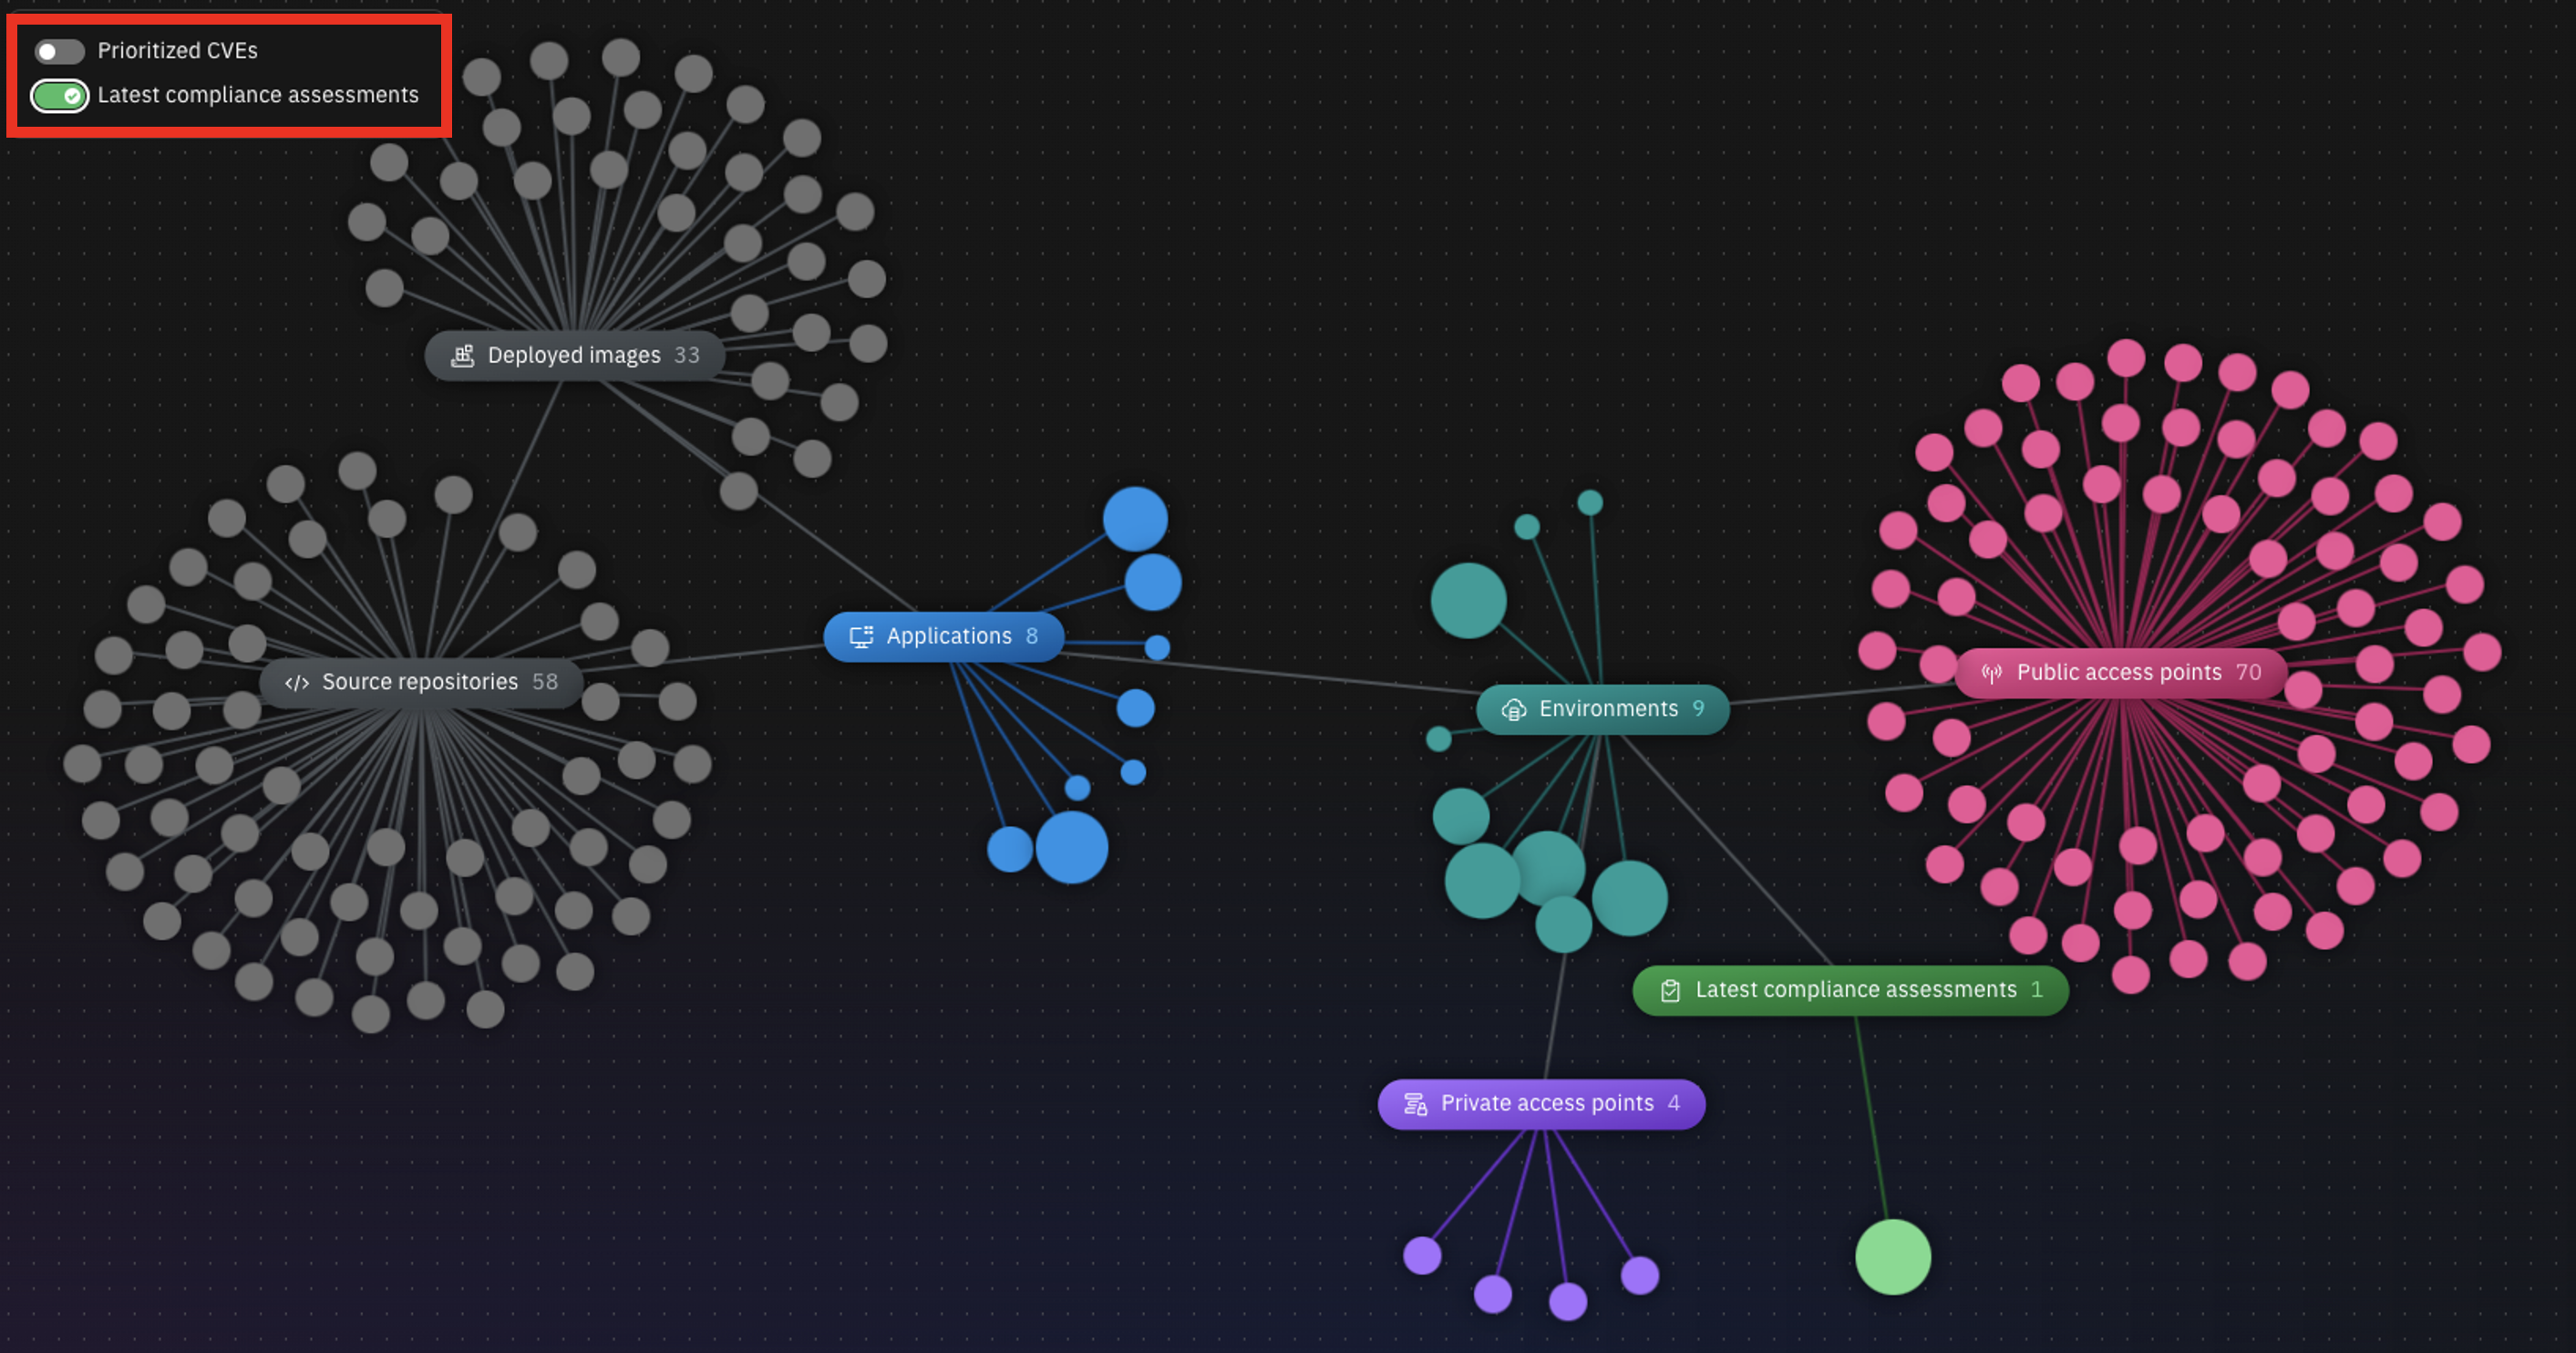 Prioritized CVEs
Latest compliance assessments
Deployed images 33
Source repositories 58
Applications 8
Environments 9
Public access points 70
Latest compliance assessments 1
Private access points 4